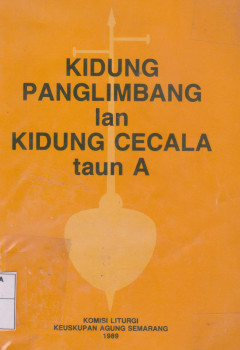 KIDUNG
PANGLIMBANG
lan
KIDUNG CECALA
taun A
KOMISI LITURGI
KEUSKUPAN AGUNG SEMARANG
1989